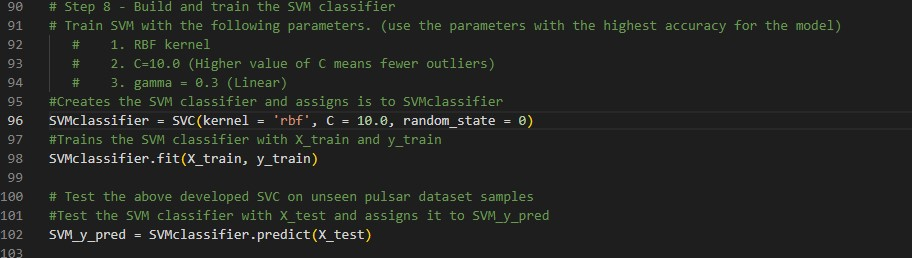 90 # Step 8 - Build and train the SVM classifier
91 # Train SVM with the following parameters. (use the parameters with the highest accuracy for the model)
92 # 1. RBF kernel
93 # 2. C=10.0 (Higher value of C means fewer outliers)
94 # 3. gamma = 0.3 (Linear)
95 #Creates the SVM classifier and assigns is to SVMclassifier
96 SVMclassifier = SVC(kernel = 'rbf', C = 10.0, random_state = 0)
97 #Trains the SVM classifier with X_train and y_train
98 SVMclassifier.fit(X_train, y_train)
99
100 # Test the above developed SVC on unseen pulsar dataset samples
101 #Test the SVM classifier with X_test and assigns it to SVM_y_pred
102 SVM_y_pred = SVMclassifier.predict(X_test)
103